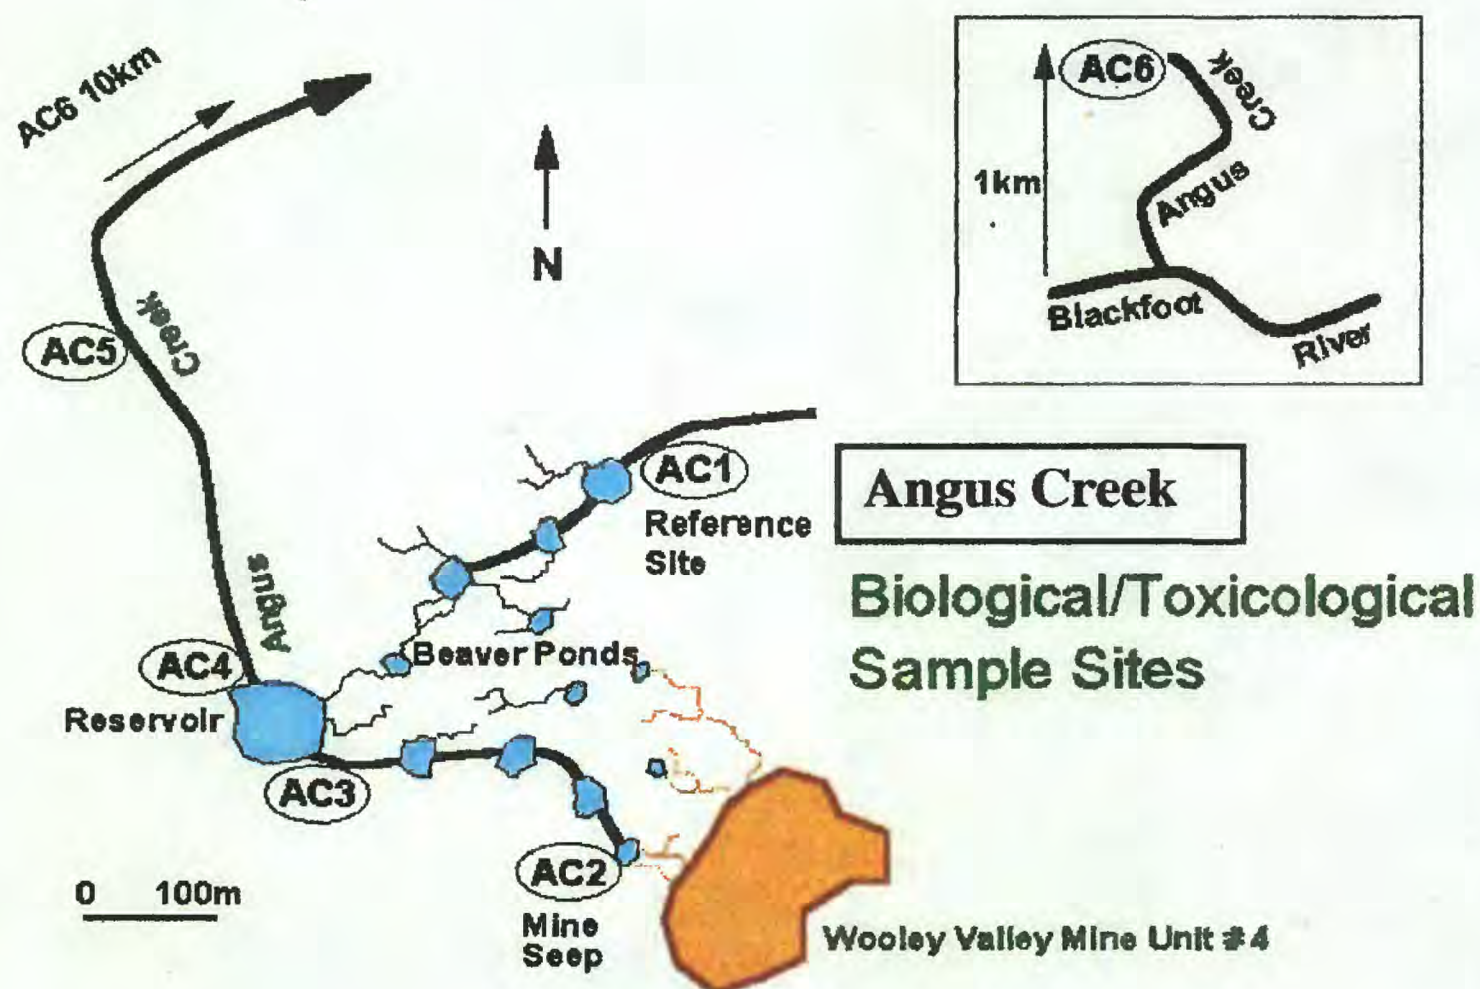 AC6 10km
N
AC5
Creek
Angus
AC4
Reservoir
AC3
0 100m
AC1
Reference
Site
Beaver Ponds
AC2
Mine
Seep
Wooley Valley Mine Unit #4
AC6
Creek
1km
Angus
Blackfoot
River
Angus Creek
Biological/Toxicological
Sample Sites